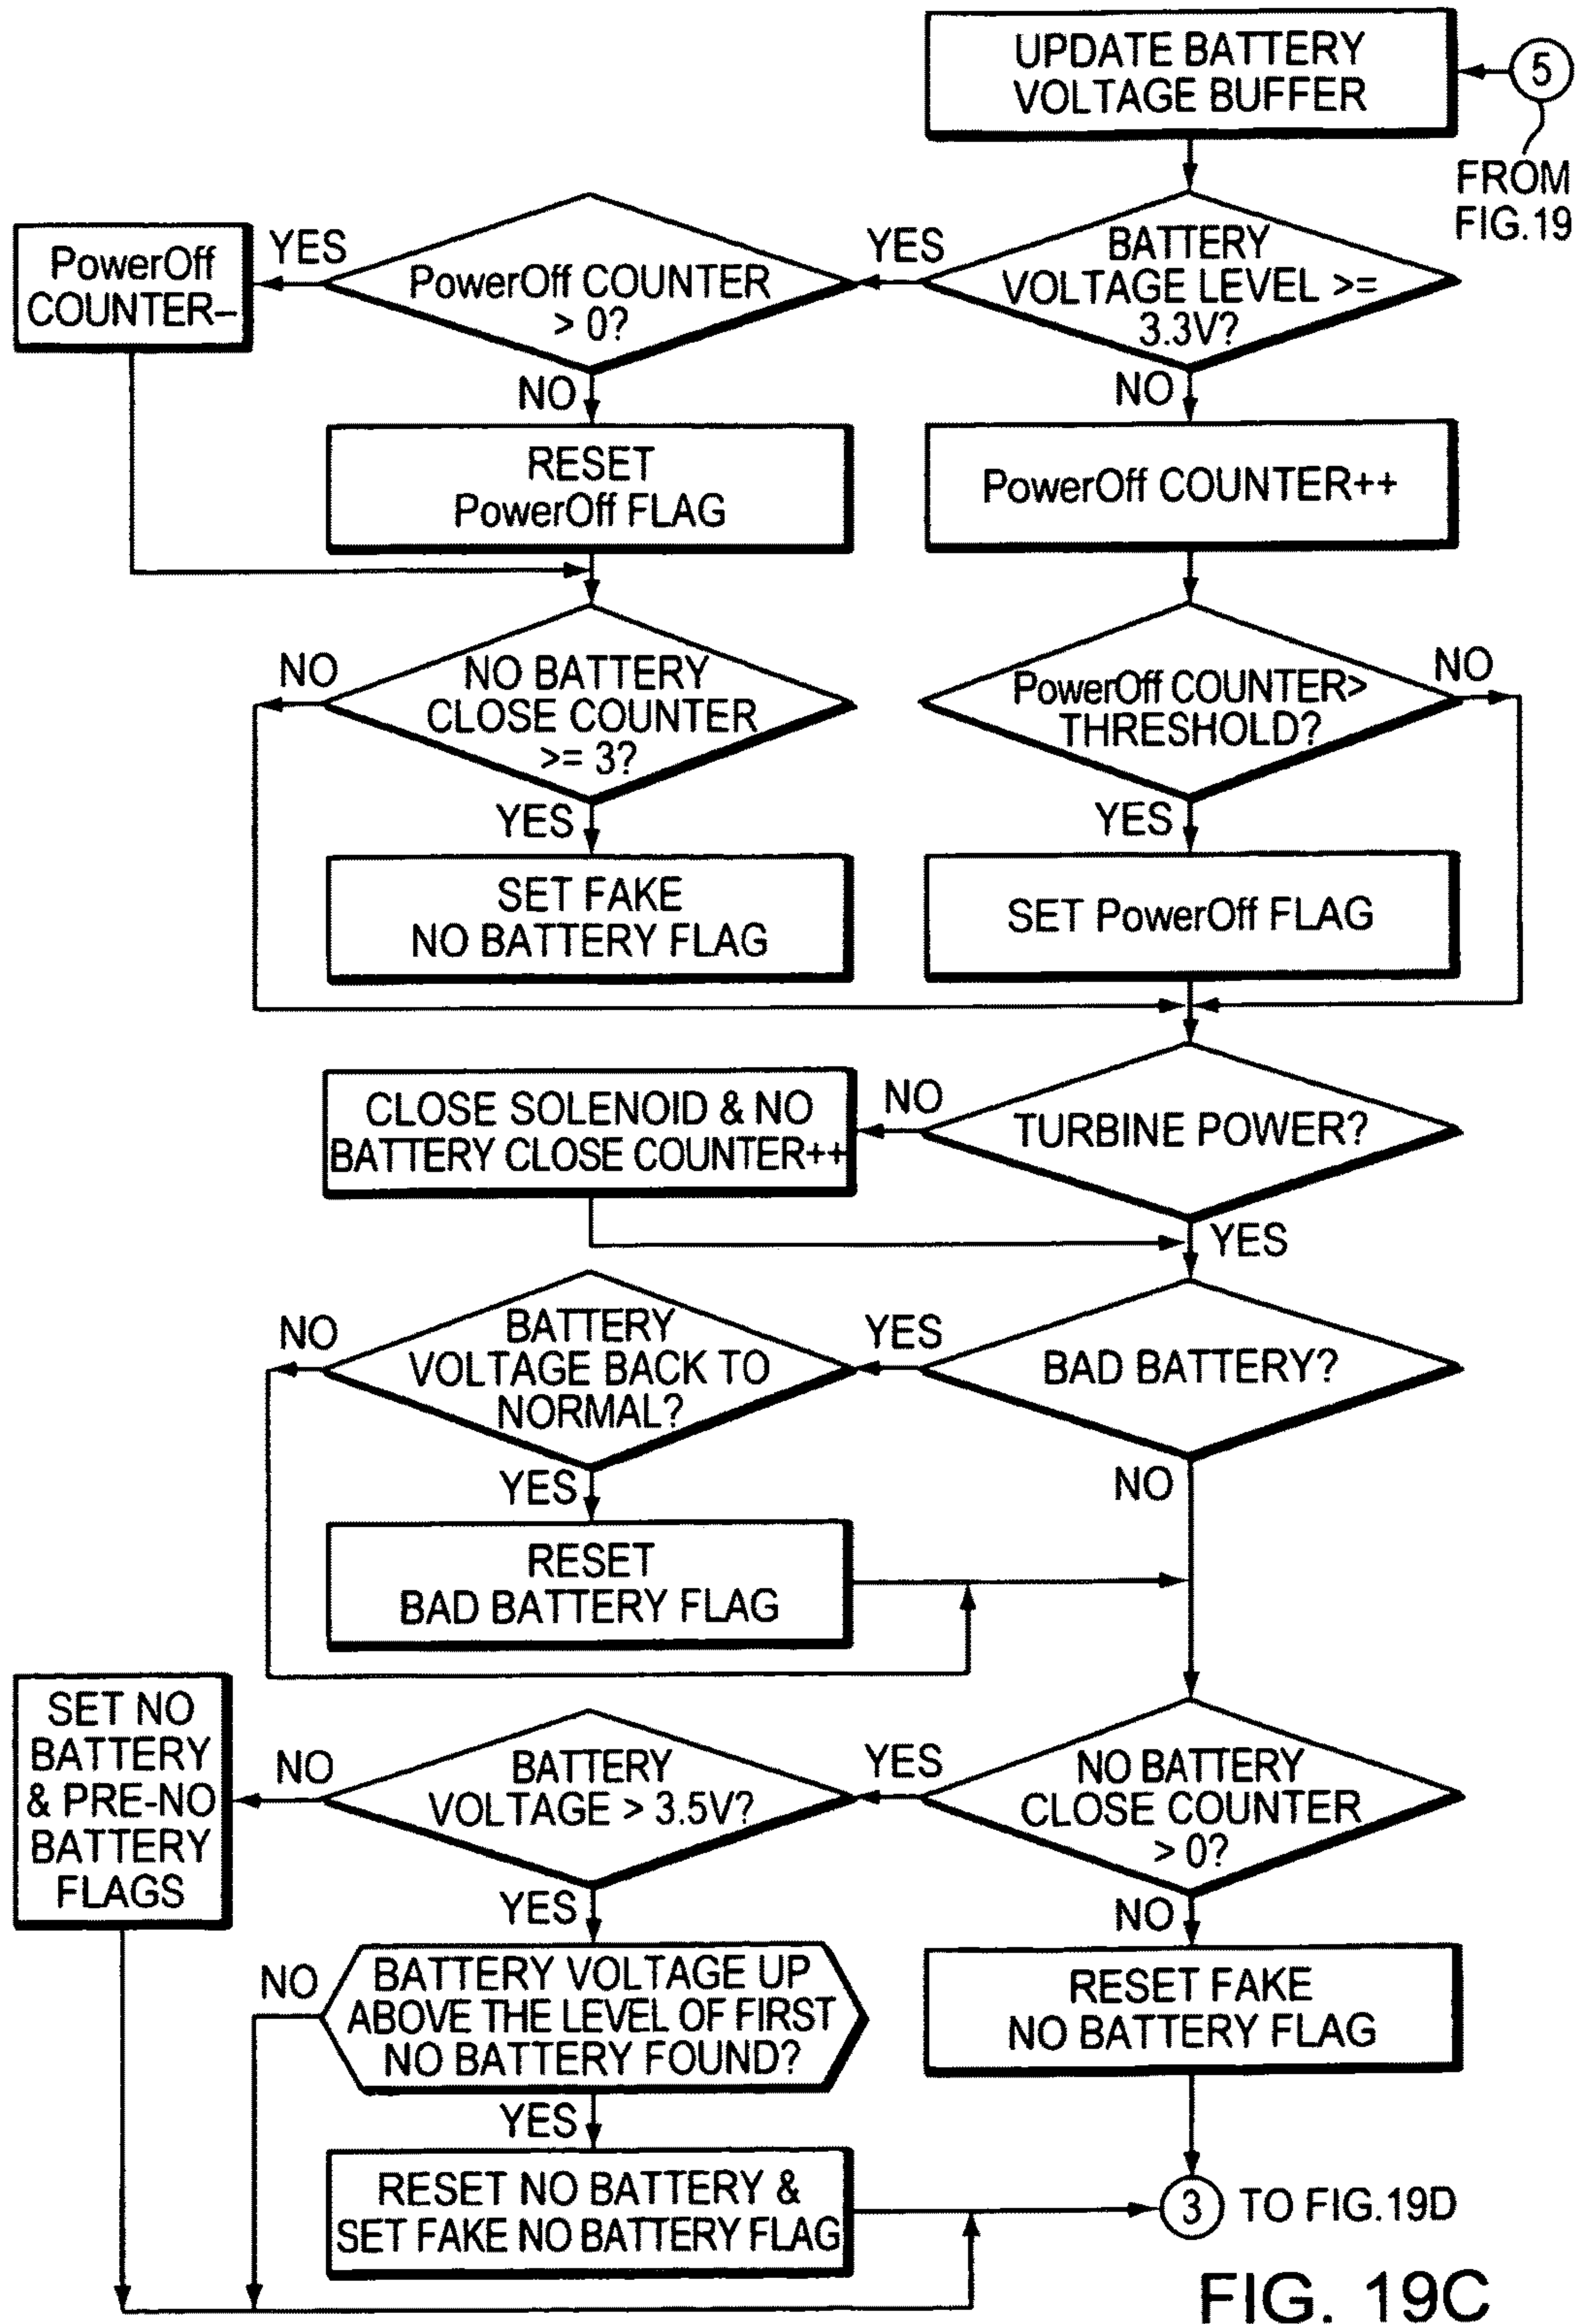 UPDATE BATTERY
VOLTAGE BUFFER
5
FROM
FIG.19
BATTERY
VOLTAGE LEVEL >=
3.3V?
YES
NO
PowerOff COUNTER
> 0?
YES
NO
PowerOff
COUNTER–
RESET
PowerOff FLAG
PowerOff COUNTER++
NO BATTERY
CLOSE COUNTER
>= 3?
NO
YES
PowerOff COUNTER>
THRESHOLD?
NO
YES
SET FAKE
NO BATTERY FLAG
SET PowerOff FLAG
TURBINE POWER?
NO
YES
CLOSE SOLENOID & NO
BATTERY CLOSE COUNTER++
BAD BATTERY?
YES
NO
BATTERY
VOLTAGE BACK TO
NORMAL?
NO
YES
RESET
BAD BATTERY FLAG
NO BATTERY
CLOSE COUNTER
> 0?
YES
NO
BATTERY
VOLTAGE > 3.5V?
NO
YES
SET NO
BATTERY
& PRE-NO
BATTERY
FLAGS
BATTERY VOLTAGE UP
ABOVE THE LEVEL OF FIRST
NO BATTERY FOUND?
NO
YES
RESET FAKE
NO BATTERY FLAG
RESET NO BATTERY &
SET FAKE NO BATTERY FLAG
3
TO FIG.19D
FIG. 19C